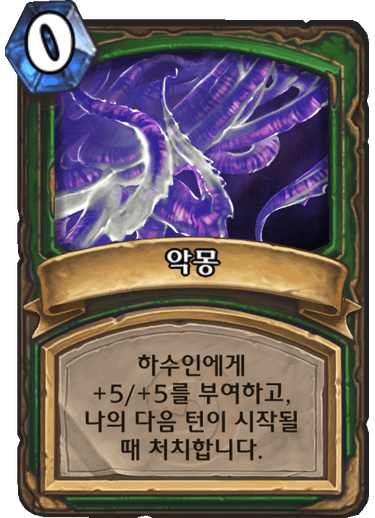 0
악몽
하수인에게
+5/+5를 부여하고,
나의 다음 턴이 시작될
때 처치합니다.